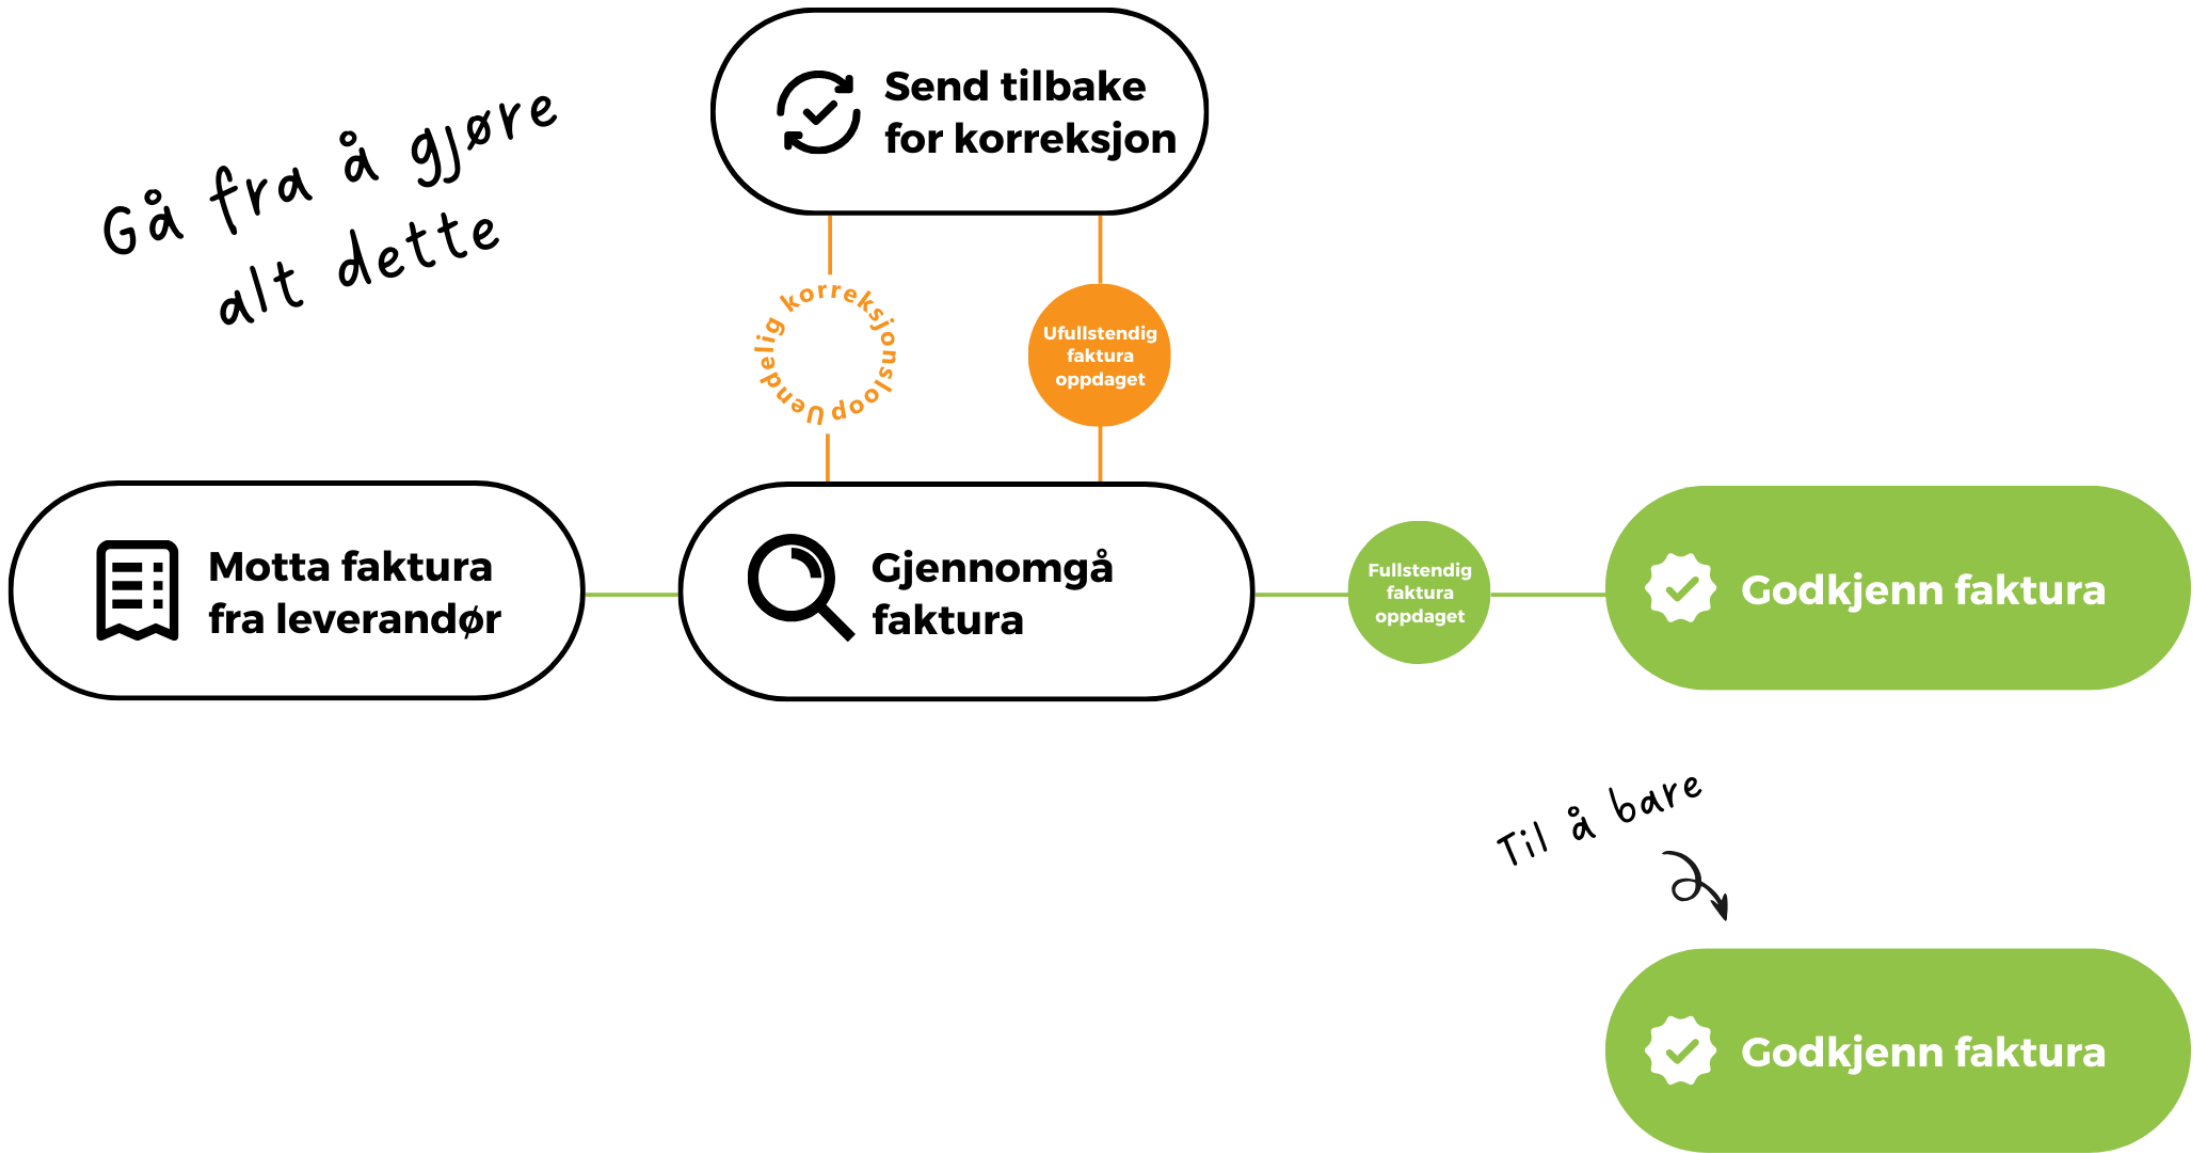 Gå fra å gjøre
alt dette
Send tilbake
for korreksjon
Uendelig korreksjonsloop
Ufullstendig
faktura
oppdaget
Motta faktura
fra leverandør
Gjennomgå
faktura
Fullstendig
faktura
oppdaget
Godkjenn faktura
Til å bare
Godkjenn faktura